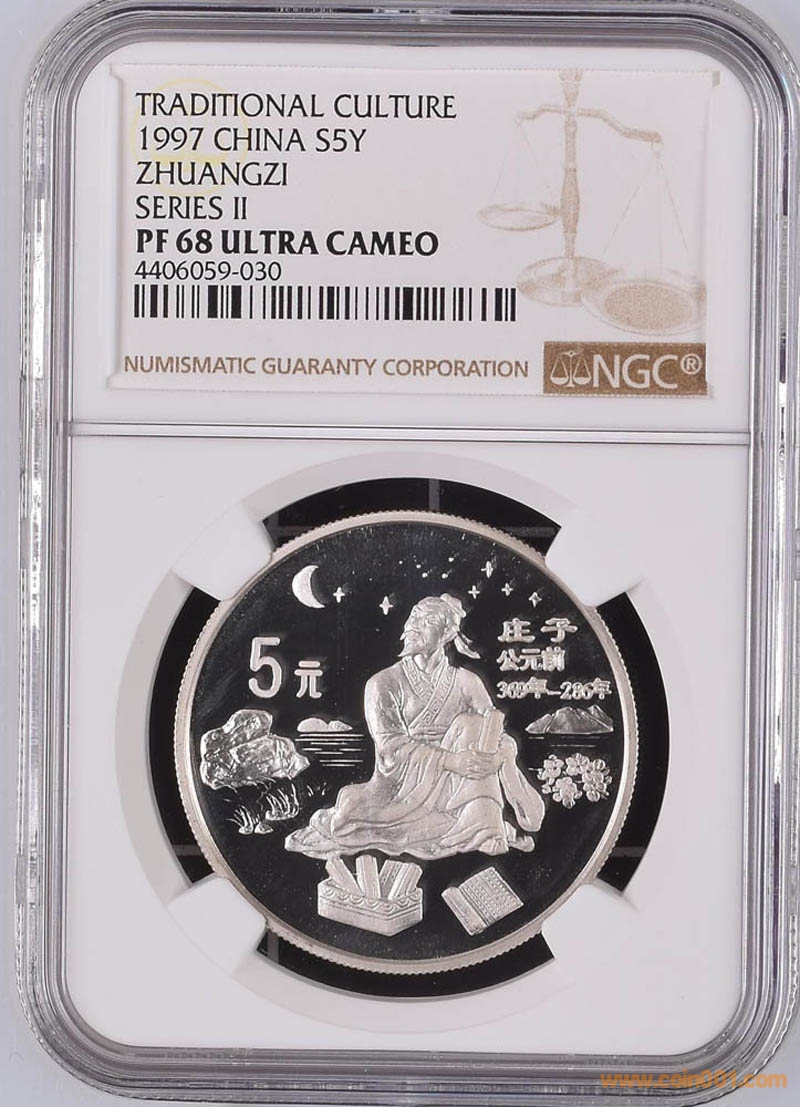 TRADITIONAL CULTURE
1997 CHINA S5Y
ZHUANGZI
SERIES II
PF 68 ULTRA CAMEO
4406059-030
NUMISMATIC GUARANTY CORPORATION
NGC®
5元
庄子
公元前
369年-286年
www.coin001.com